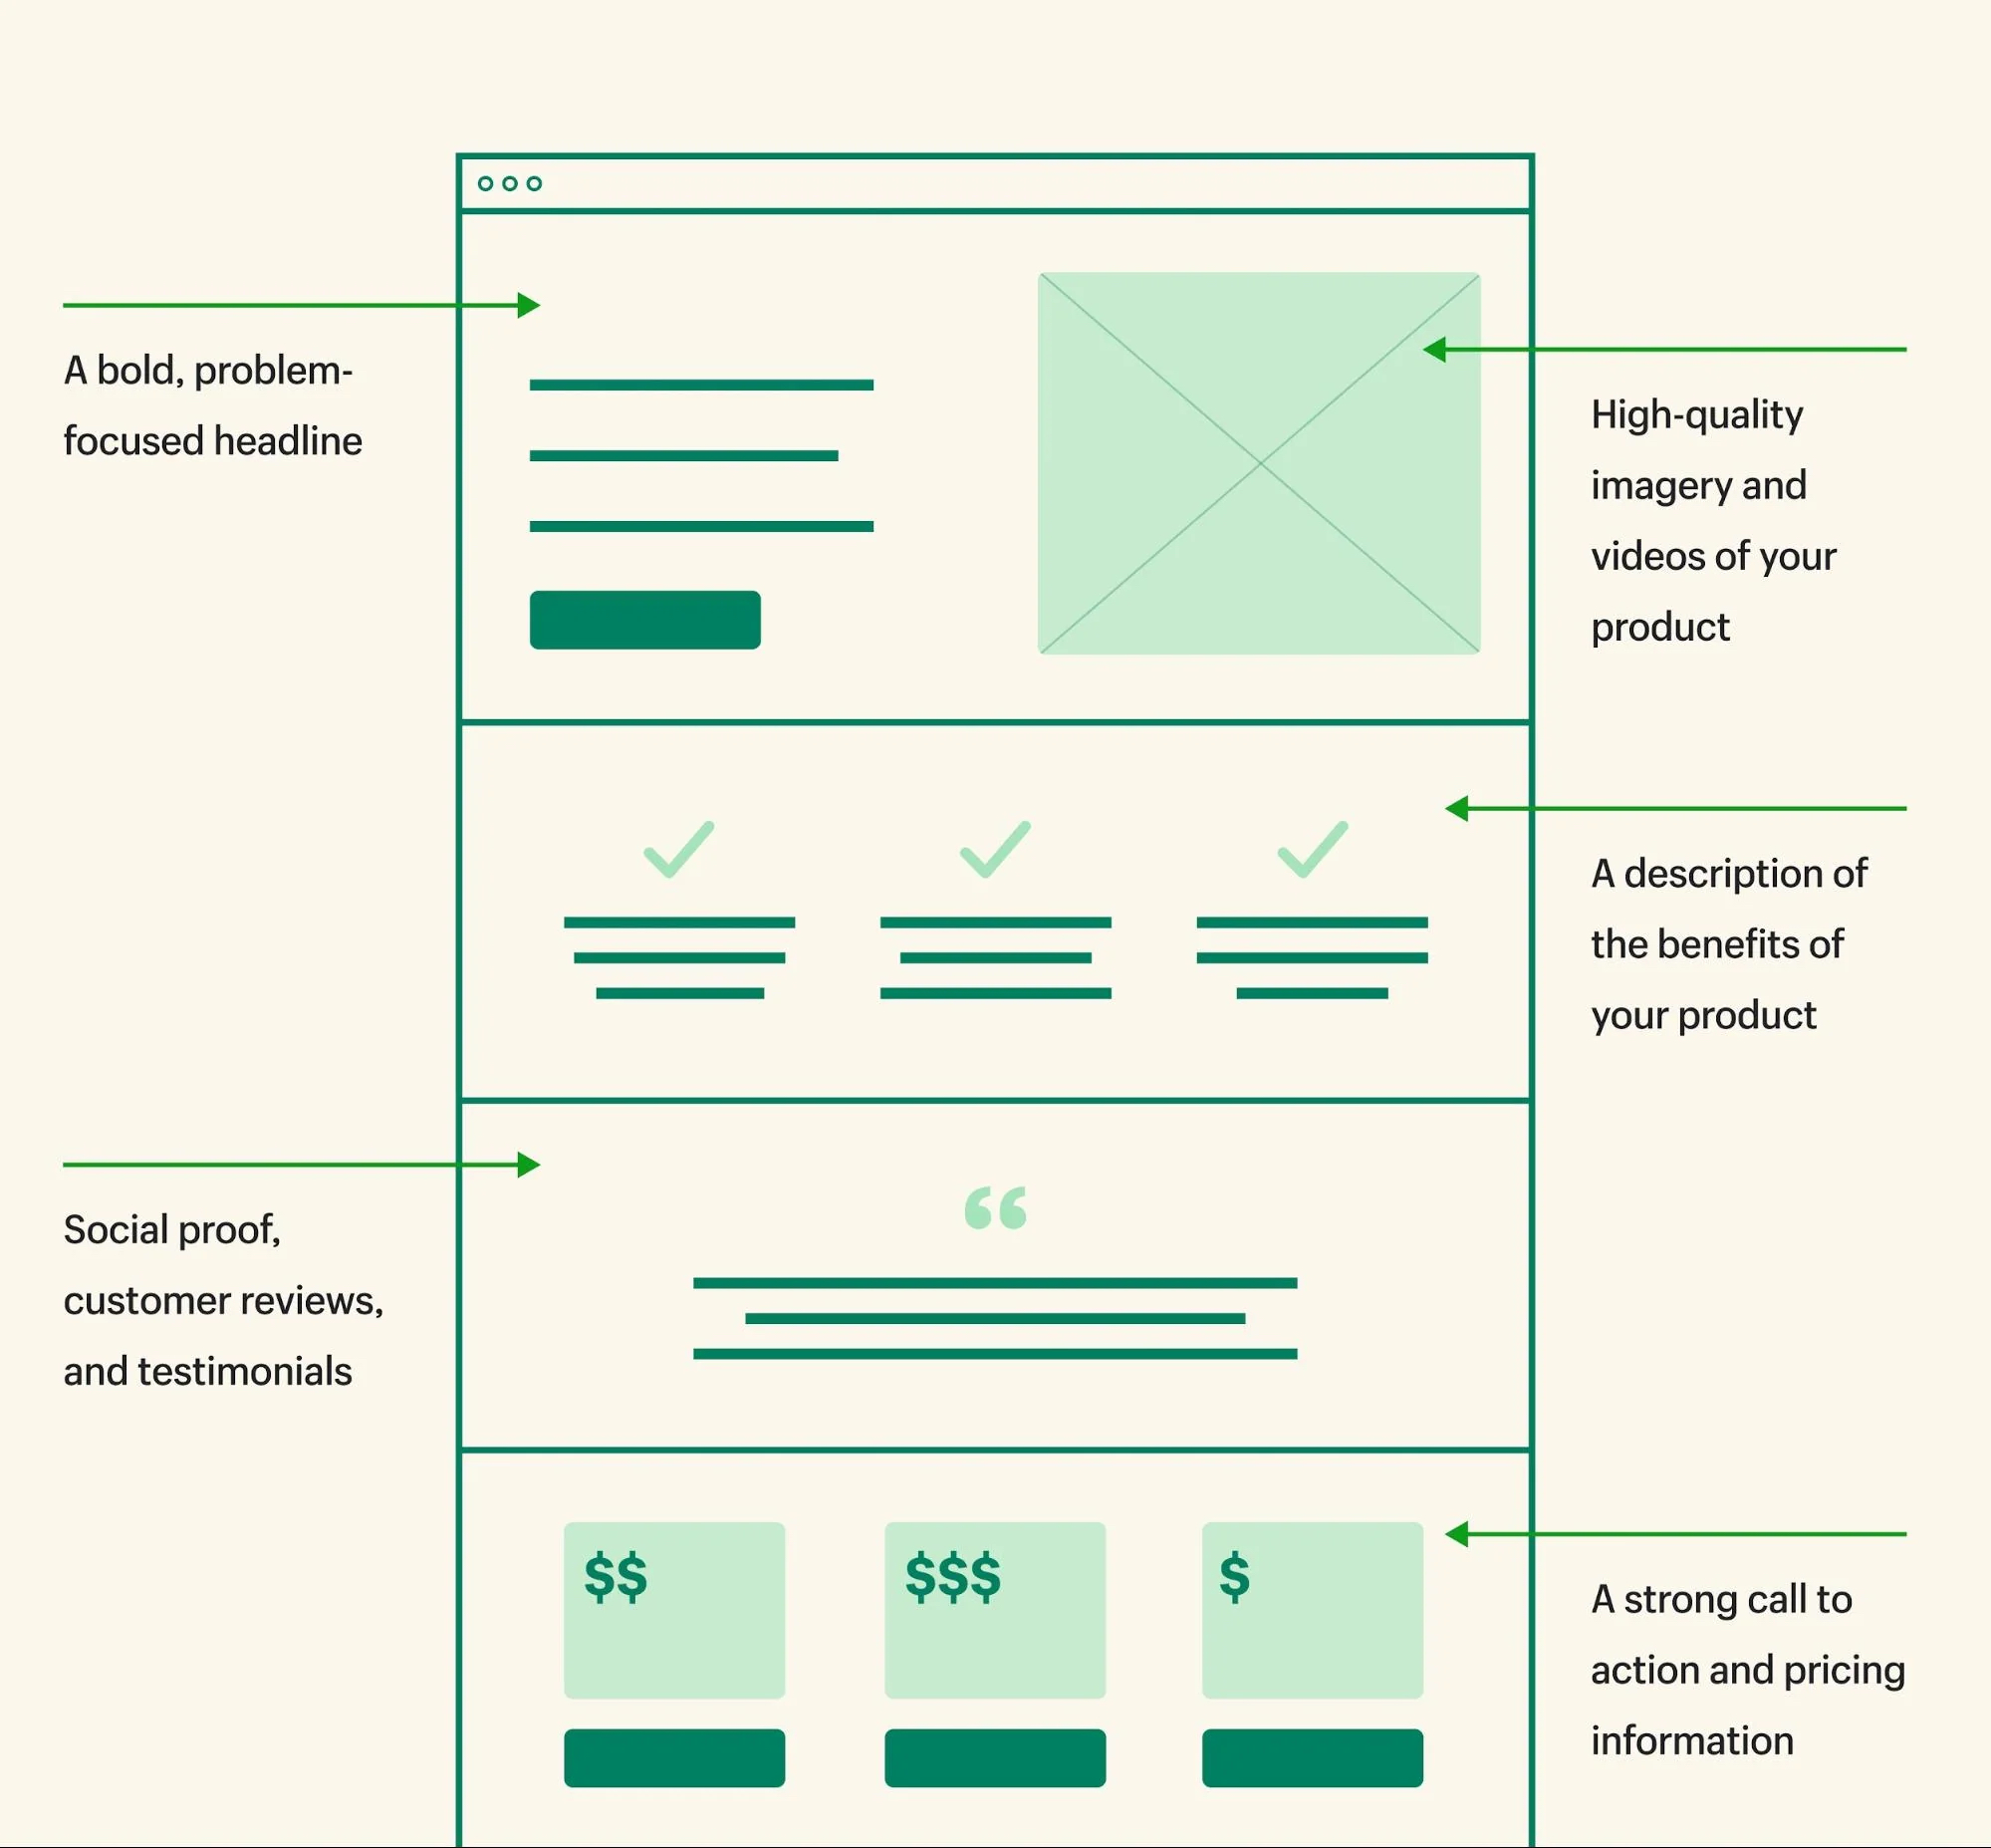 A bold, problem-
focused headline
High-quality
imagery and
videos of your
product
A description of
the benefits of
your product
“
Social proof,
customer reviews,
and testimonials
$$
$$$
$
A strong call to
action and pricing
information